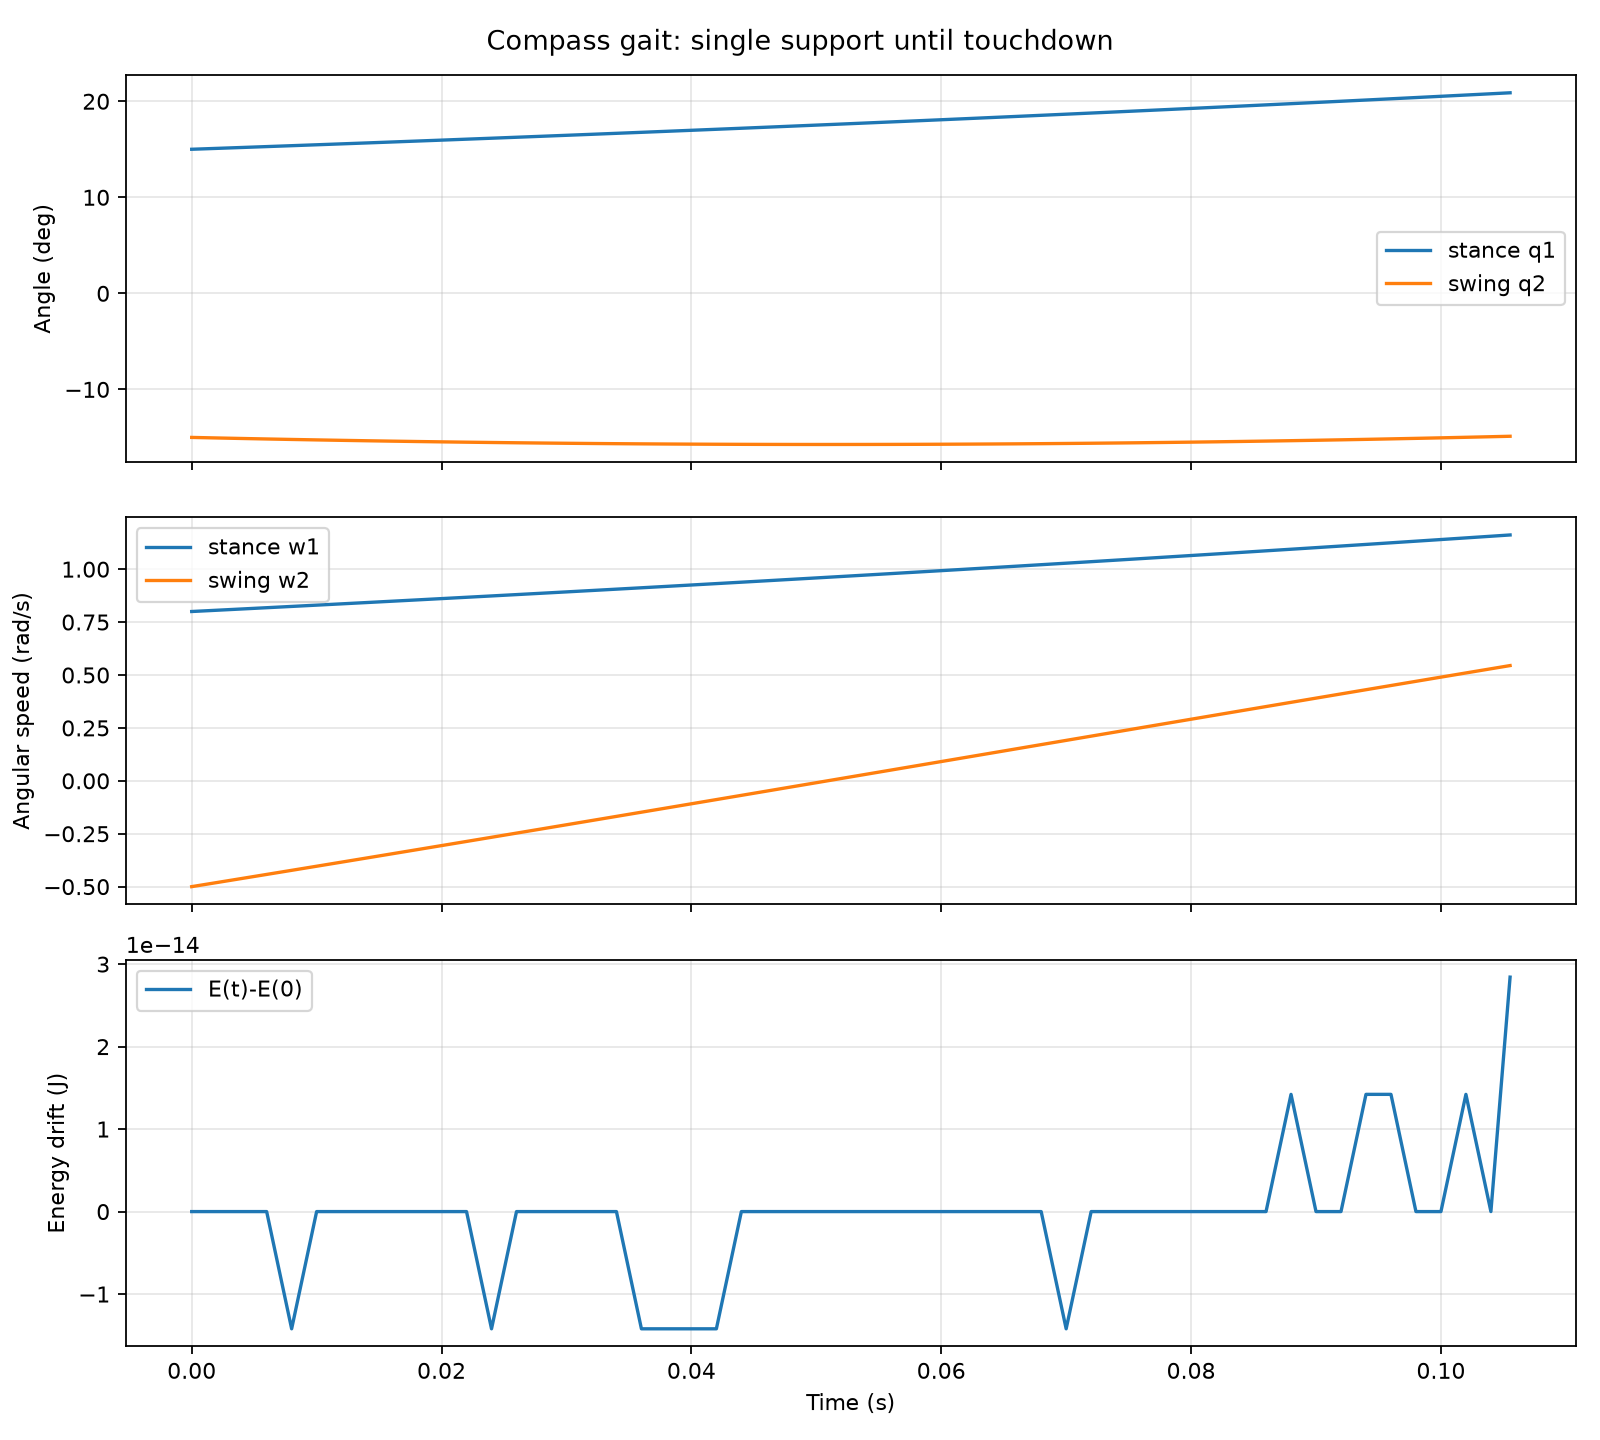 Compass gait: single support until touchdown
20
10
0
−10
Angle (deg)
stance q1
swing q2
1.00
0.75
0.50
0.25
0.00
−0.25
−0.50
Angular speed (rad/s)
stance w1
swing w2
1e−14
3
2
1
0
−1
Energy drift (J)
E(t)-E(0)
0.00 0.02 0.04 0.06 0.08 0.10
Time (s)